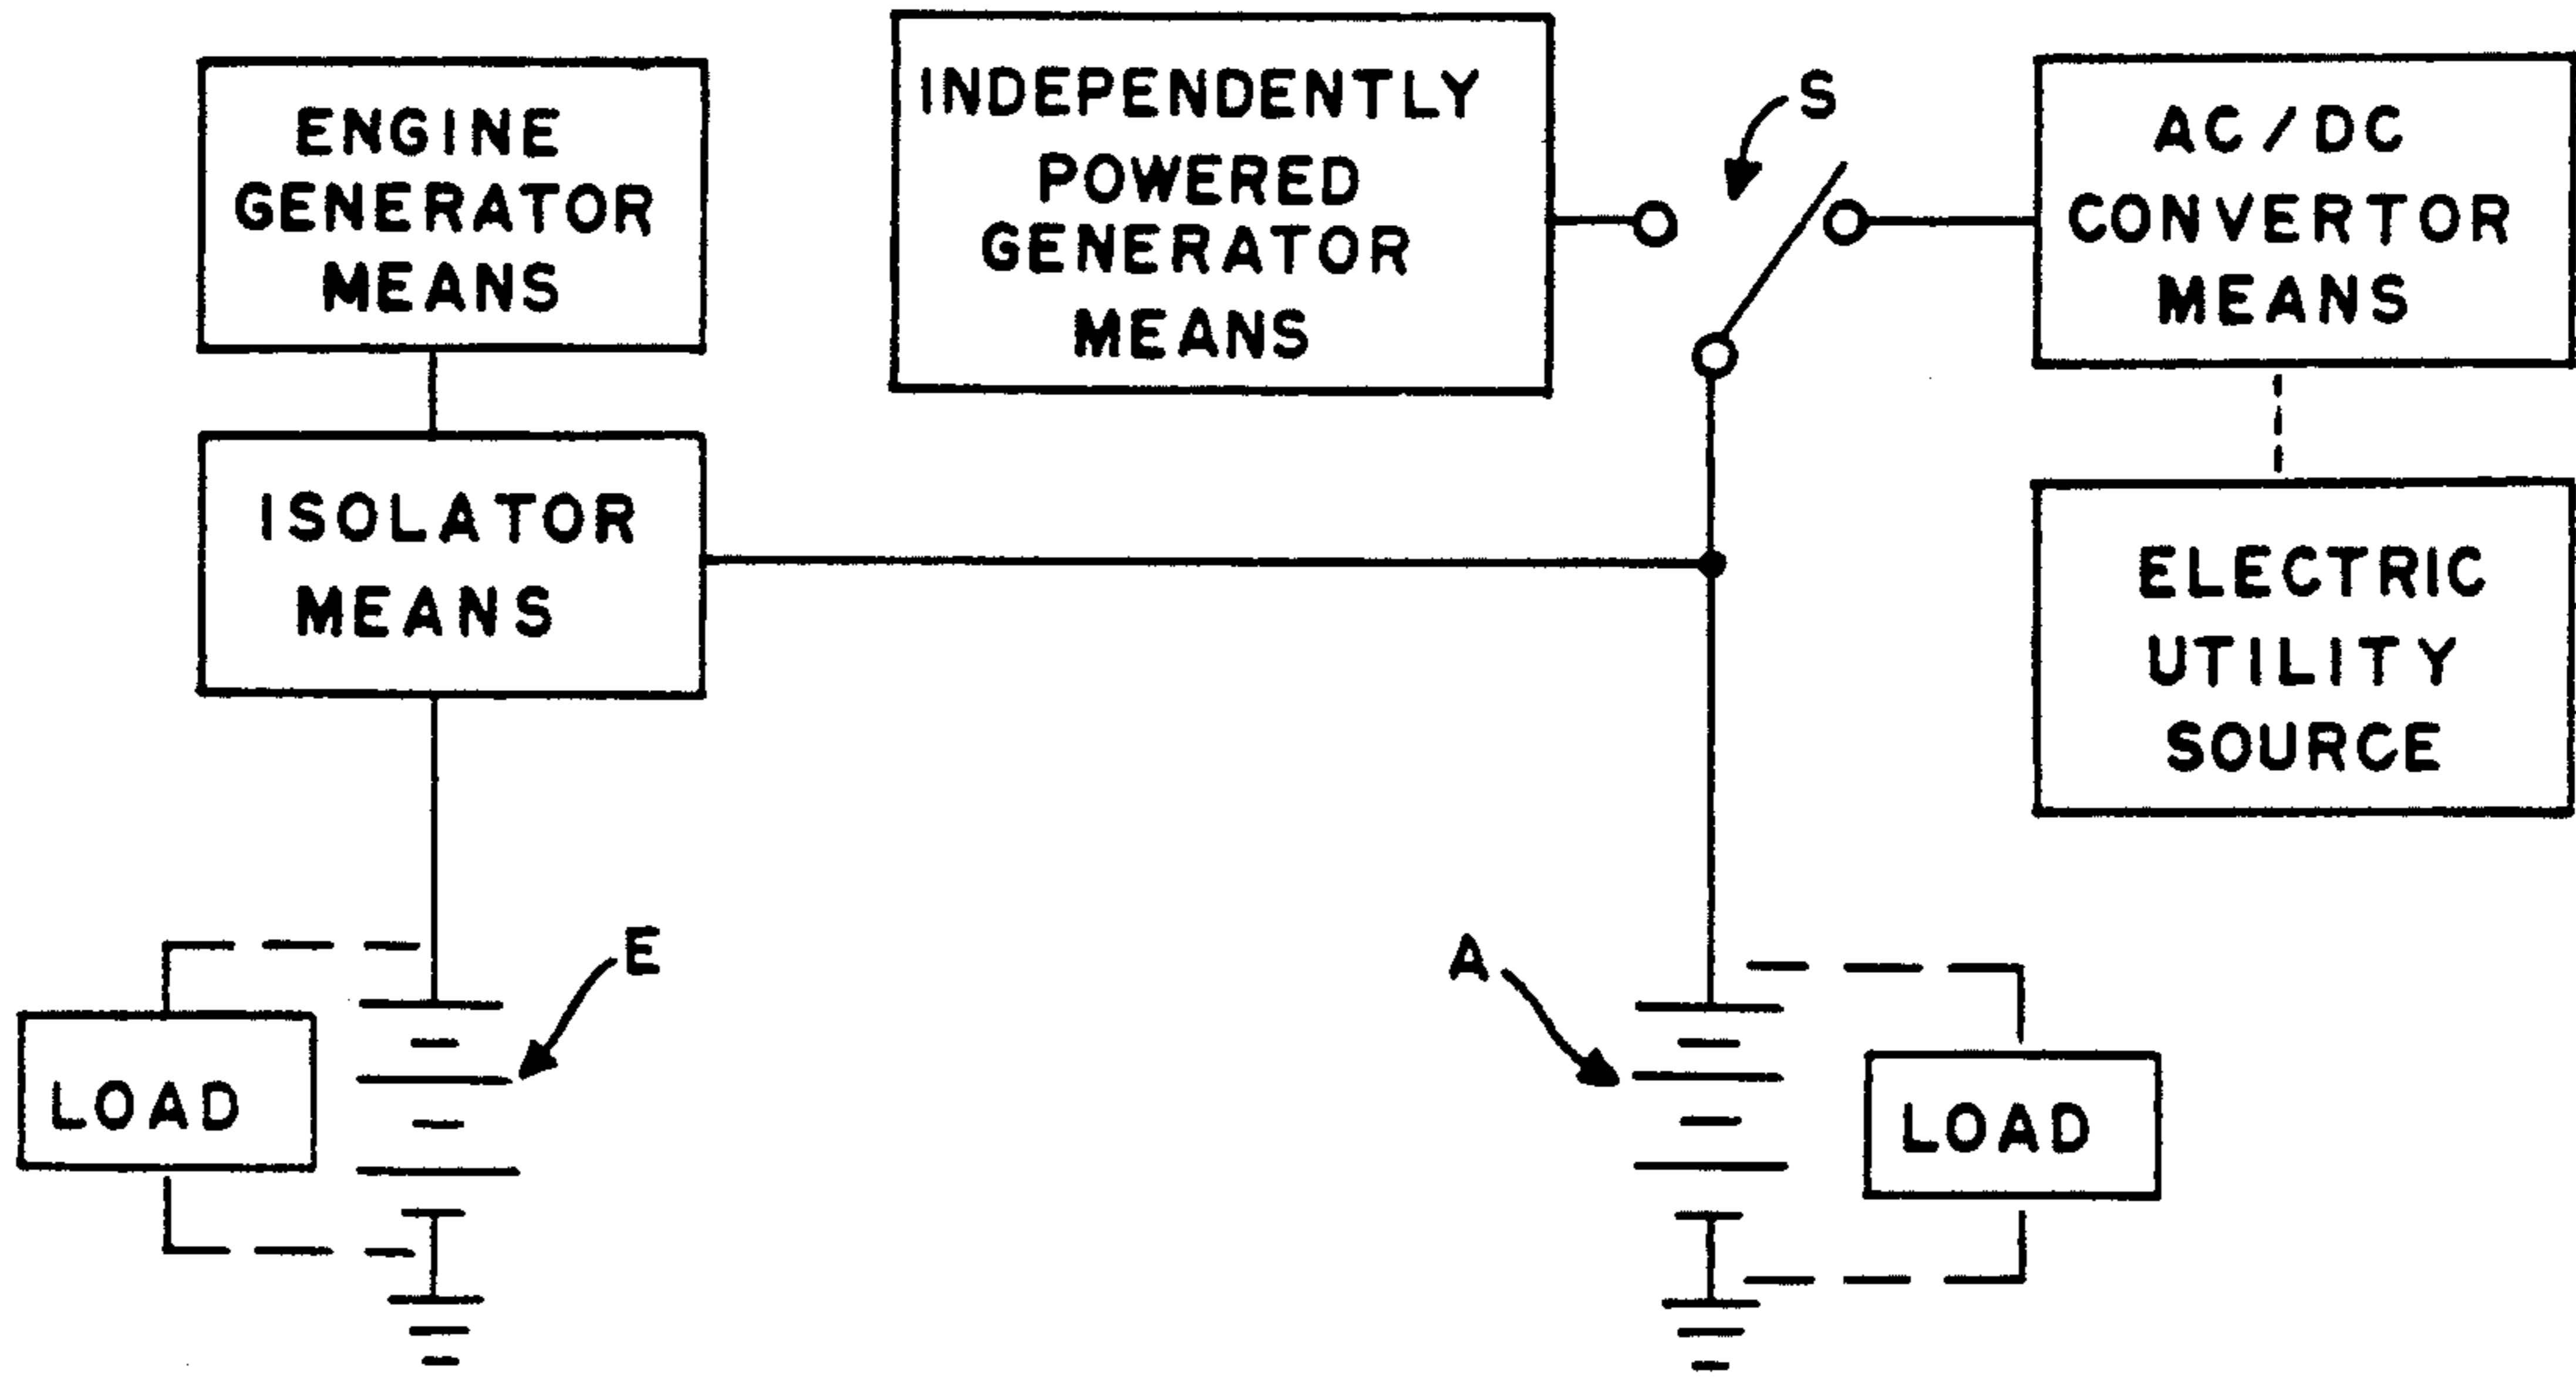 ENGINE
GENERATOR
MEANS
INDEPENDENTLY
POWERED
GENERATOR
MEANS
S
AC/DC
CONVERTOR
MEANS
ISOLATOR
MEANS
ELECTRIC
UTILITY
SOURCE
E
A
LOAD
LOAD